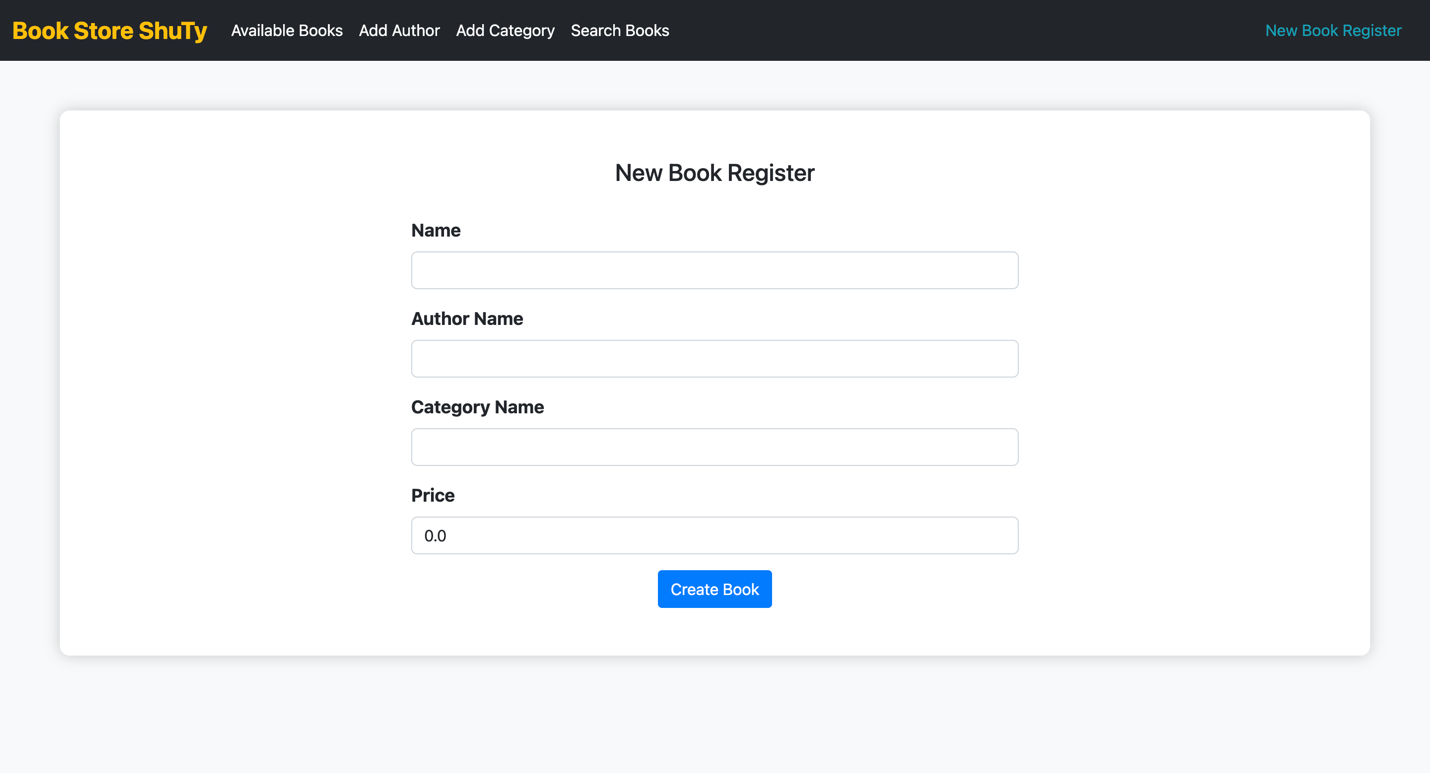 Book Store ShuTy Available Books Add Author Add Category Search Books New Book Register
New Book Register
Name
Author Name
Category Name
Price
0.0
Create Book